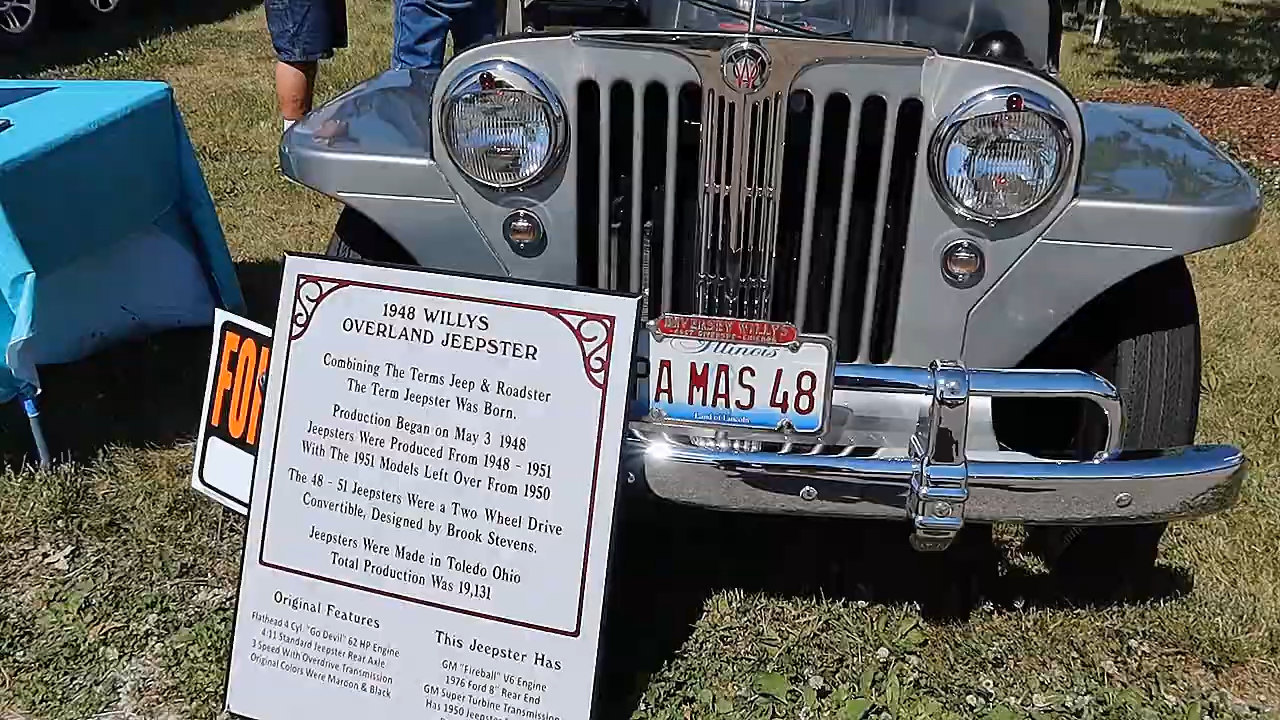 1948 WILLYS
OVERLAND JEEPSTER
Combining The Terms Jeep & Roadster
The Term Jeepster Was Born.
Production Began on May 3 1948
Jeepsters Were Produced From 1948 - 1951
With The 1951 Models Left Over From 1950
The 48 - 51 Jeepsters Were a Two Wheel Drive
Convertible, Designed by Brook Stevens.
Jeepsters Were Made in Toledo Ohio
Total Production Was 19,131
Original Features
Flathead 4 Cyl. "Go Devil" 62 HP Engine
4:11 Standard Jeepster Rear Axle
3 Speed With Overdrive Transmission
Original Colors Were Maroon & Black
This Jeepster Has
GM "Fireball" V6 Engine
1976 Ford 8" Rear End
GM Super Turbine Transmission
Has 1950 Jeepster
FOR
Illinois
A MAS 48
Land of Lincoln